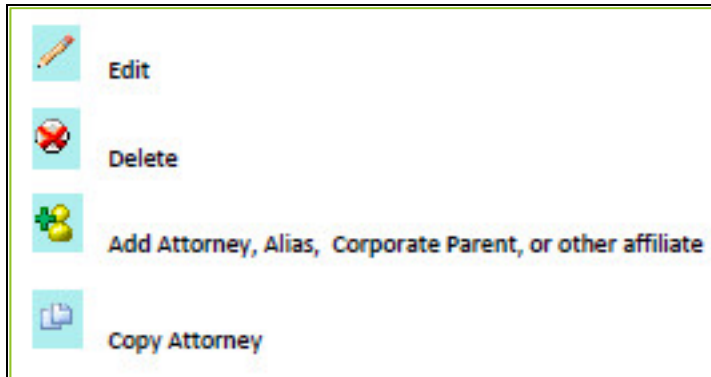 Edit
Delete
Add Attorney, Alias, Corporate Parent, or other affiliate
Copy Attorney